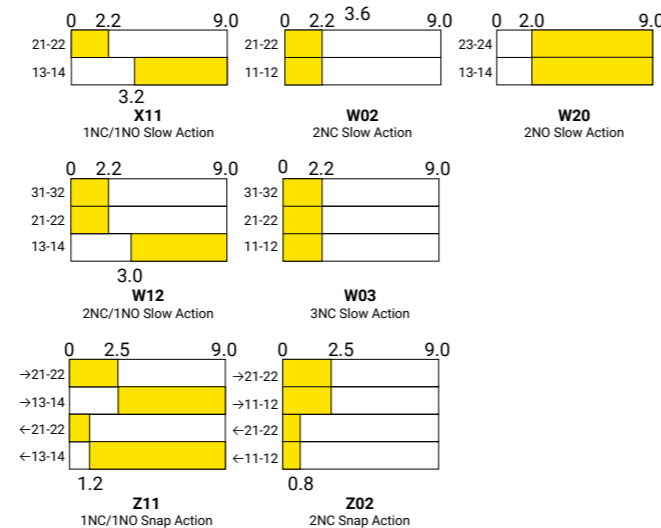 0 2.2 9.0
21-22
13-14
3.2
X11
1NC/1NO Slow Action
0 2.2 3.6 9.0
21-22
11-12
W02
2NC Slow Action
0 2.0 9.0
23-24
13-14
W20
2NO Slow Action
0 2.2 9.0
31-32
21-22
13-14
3.0
W12
2NC/1NO Slow Action
0 2.2 9.0
31-32
21-22
11-12
W03
3NC Slow Action
0 2.5 9.0
→21-22
→13-14
←21-22
←13-14
1.2
Z11
1NC/1NO Snap Action
0 2.5 9.0
→21-22
→11-12
←21-22
←11-12
0.8
Z02
2NC Snap Action